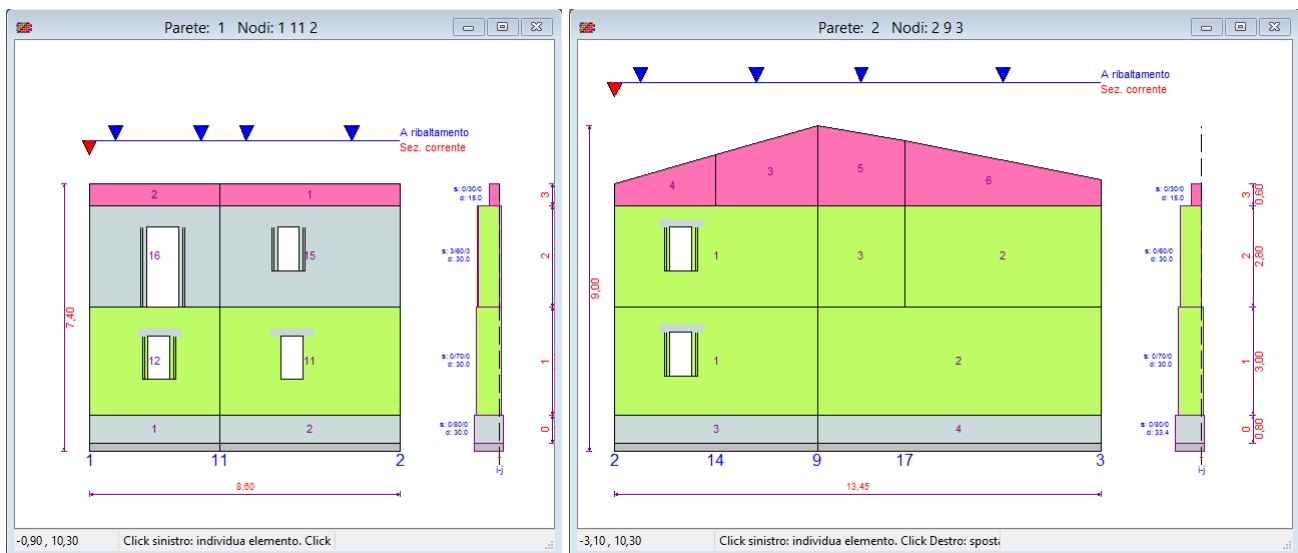 Parete: 1 Nodi: 1 11 2
A ribaltamento
Sez. corrente
2 1
s: 0/30/0
d: 15.0
3
16 15
s: 3/60/3
d: 30.0
2
7,40
12 11
s: 0/70/0
d: 30.0
1
1 2
s: 0/80/0
d: 30.0
0
1 11 2
i-j
8,60
-0,90 , 10,30 Click sinistro: individua elemento. Click
Parete: 2 Nodi: 2 9 3
A ribaltamento
Sez. corrente
4 3 5 6
s: 0/30/0
d: 15.0
3 0,60
1 3 2
s: 0/60/0
d: 30.0
2 2,80
9,00
1 2
s: 0/70/0
d: 30.0
1 3,00
3 4
s: 0/80/0
d: 33.4
0 0,80
2 14 9 17 3
i-j
13,45
-3,10 , 10,30 Click sinistro: individua elemento. Click Destro: spost